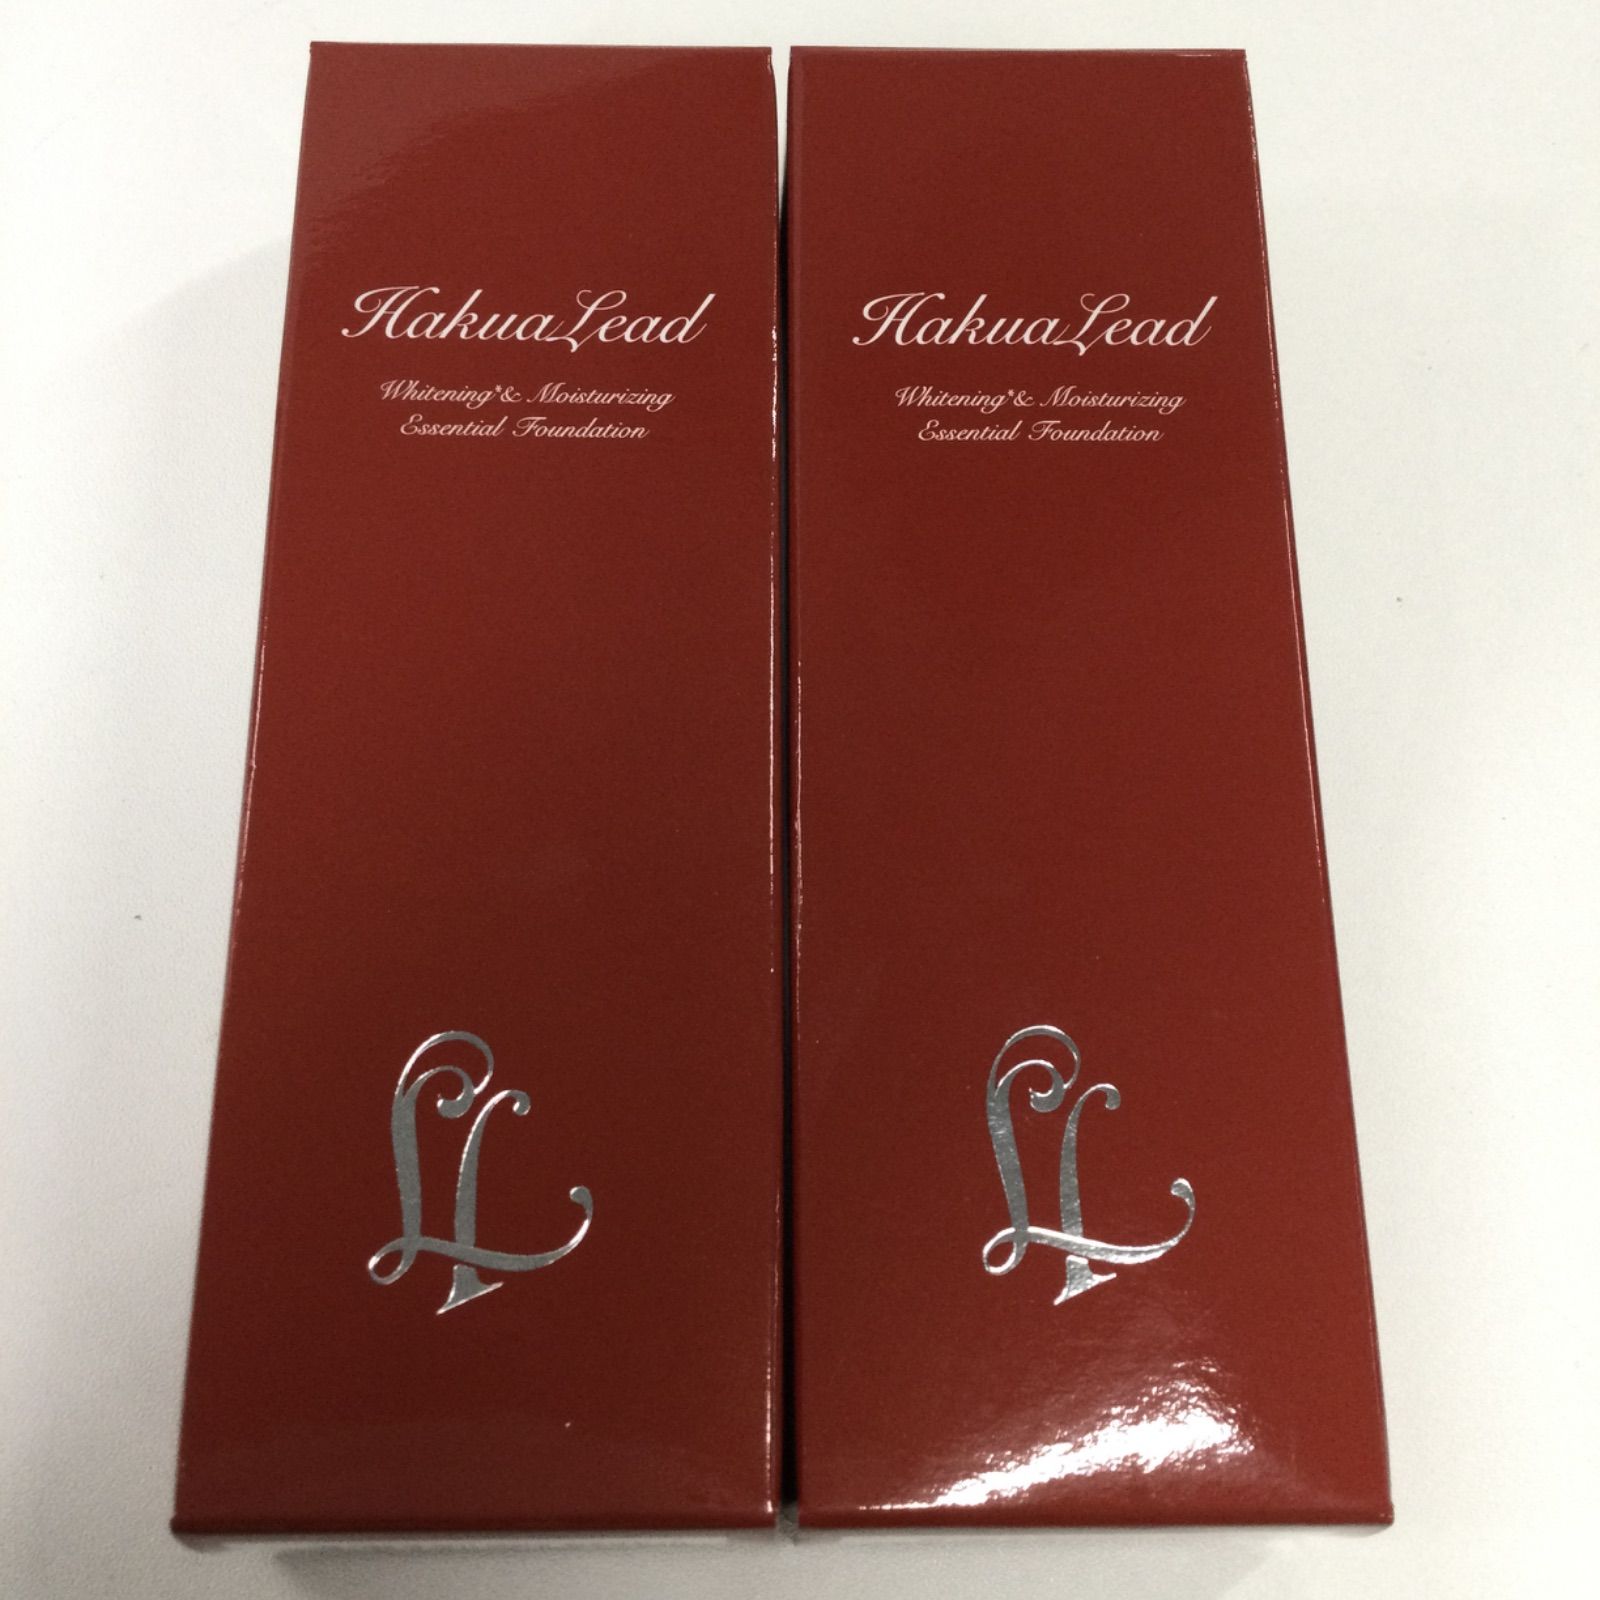 HakuaLead
Whitening*& Moisturizing
Essential Foundation
HakuaLead
Whitening*& Moisturizing
Essential Foundation